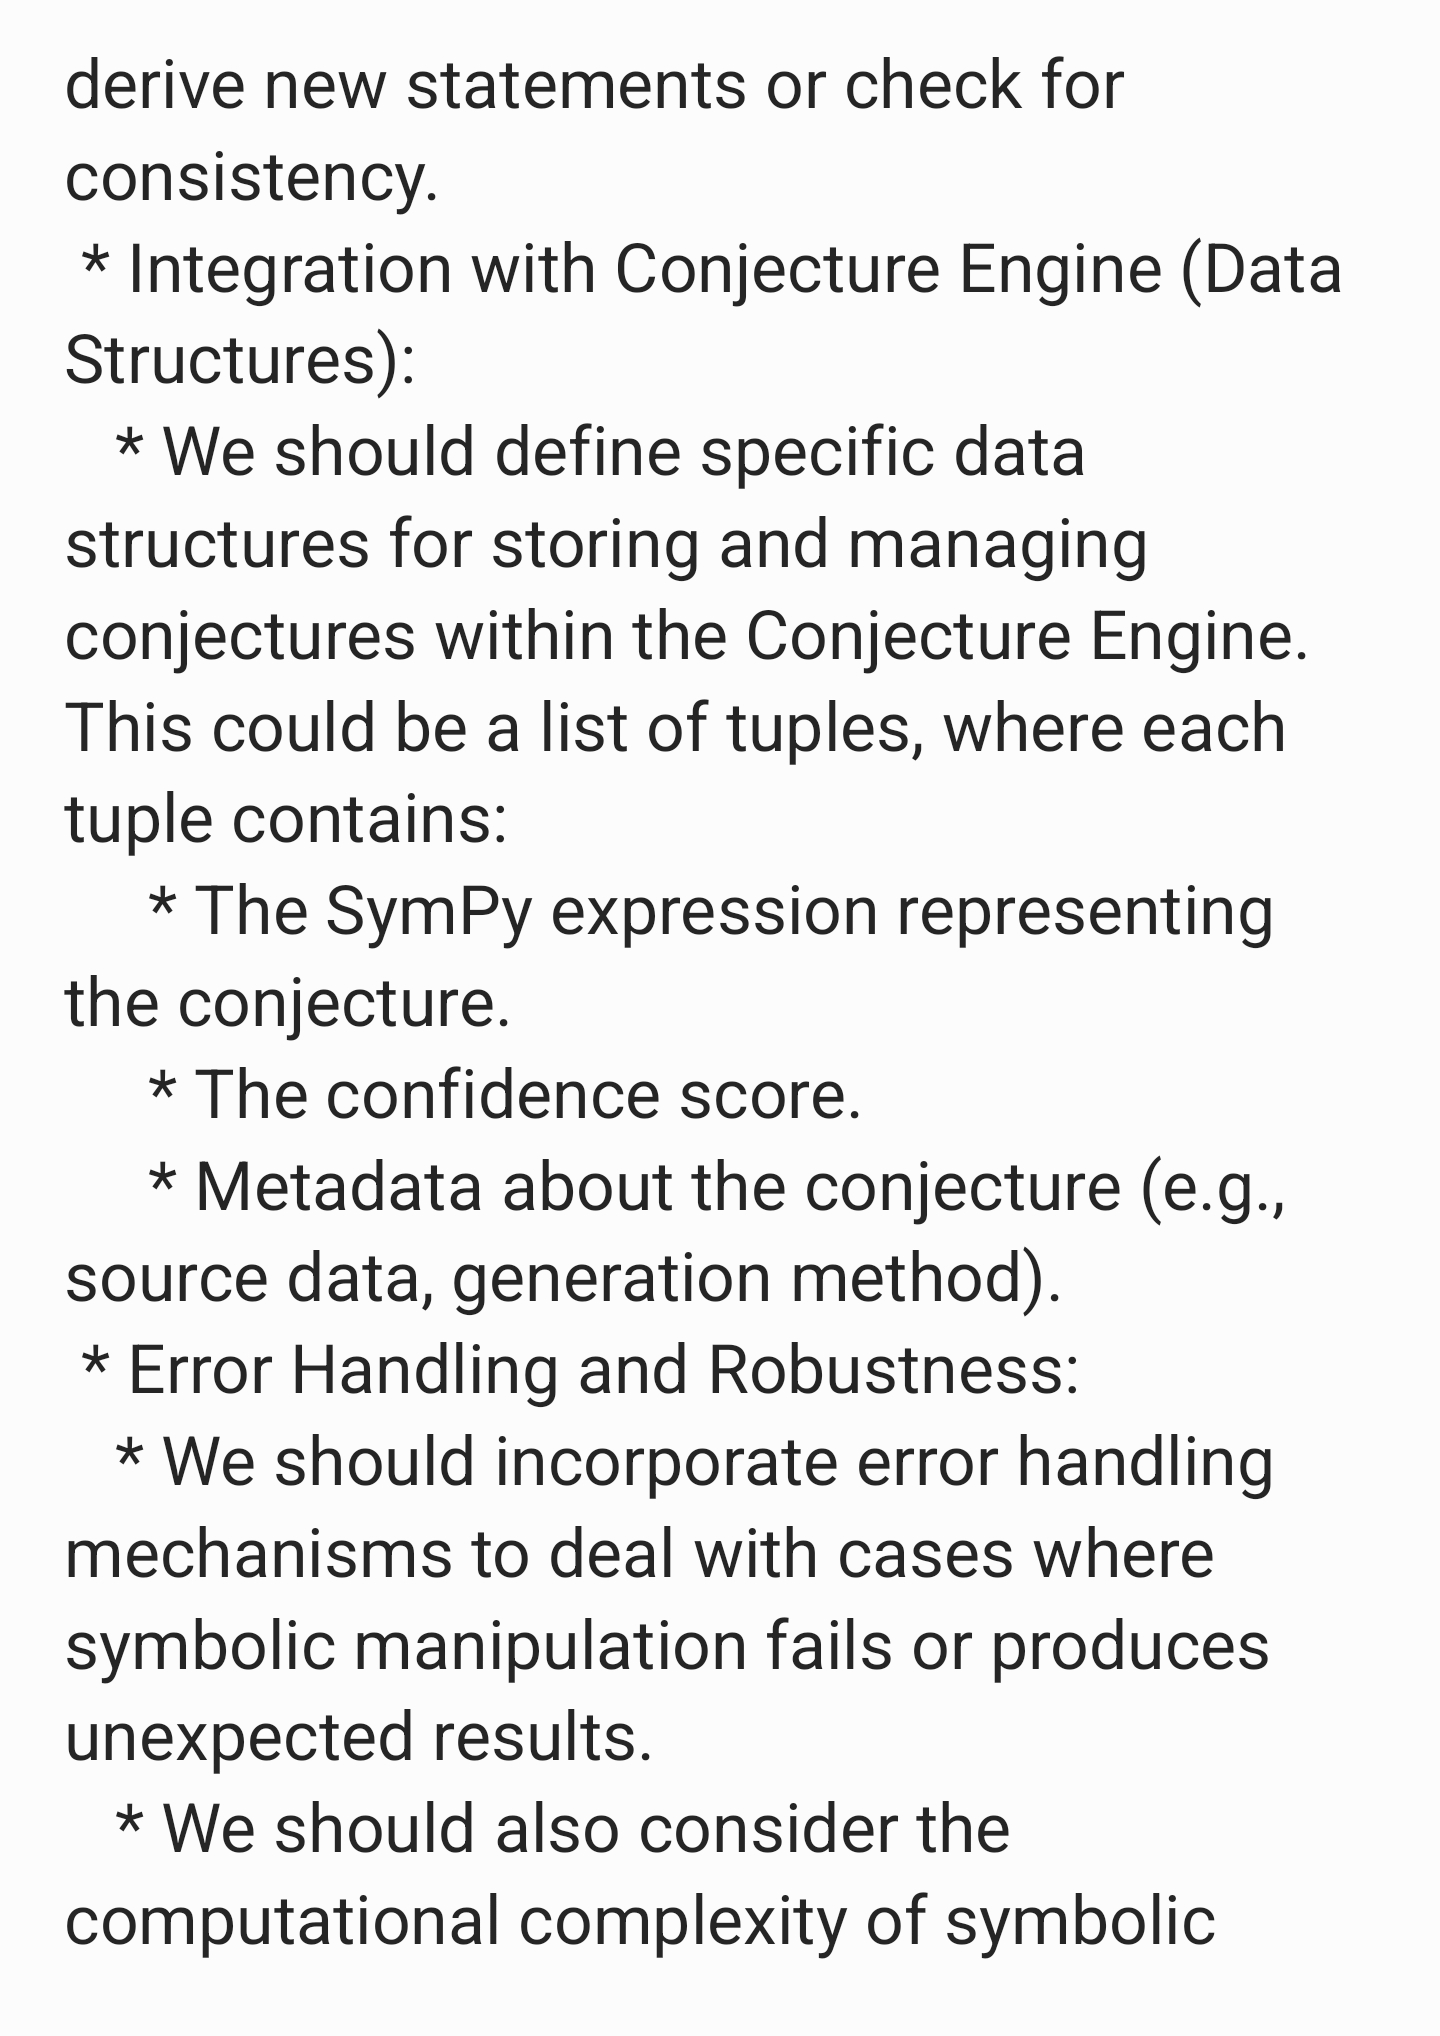 derive new statements or check for
consistency.
* Integration with Conjecture Engine (Data
Structures):
* We should define specific data
structures for storing and managing
conjectures within the Conjecture Engine.
This could be a list of tuples, where each
tuple contains:
* The SymPy expression representing
the conjecture.
* The confidence score.
* Metadata about the conjecture (e.g.,
source data, generation method).
* Error Handling and Robustness:
* We should incorporate error handling
mechanisms to deal with cases where
symbolic manipulation fails or produces
unexpected results.
* We should also consider the
computational complexity of symbolic